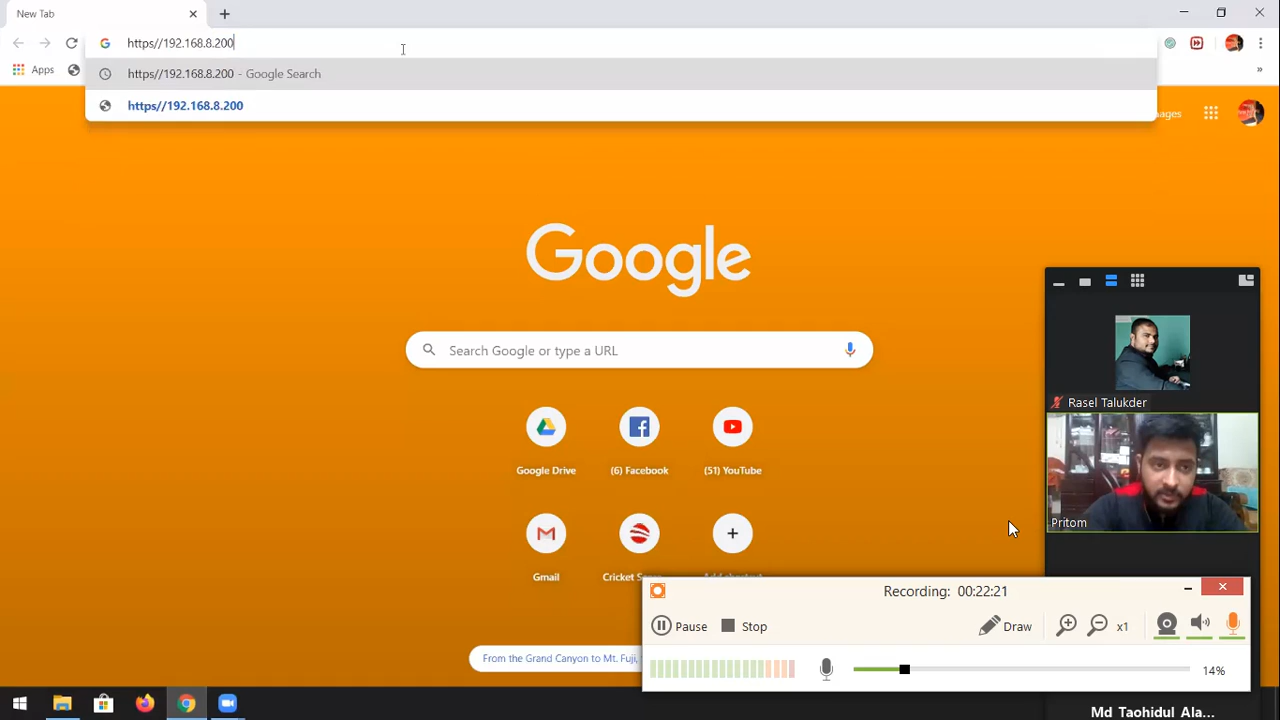 New Tab
https//192.168.8.200
https//192.168.8.200 - Google Search
Apps
https//192.168.8.200
ages
Google
Search Google or type a URL
Rasel Talukder
Google Drive
(6) Facebook
(51) YouTube
Pritom
Gmail
Cricket
Recording: 00:22:21
Pause
Stop
Draw
x1
From the Grand Canyon to Mt. Fuji,
14%
Md Taohidul Ala...